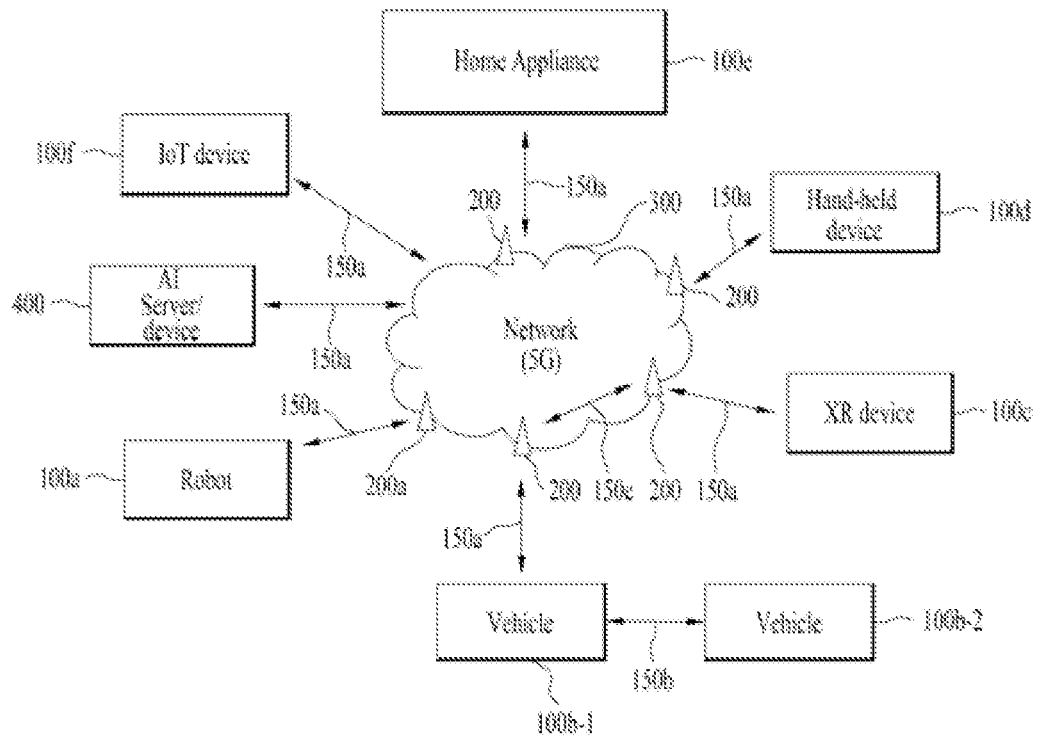 Home Appliance
100e
100f
IoT device
150a
200
300
150a
Hand-held
device
100d
150a
400
AI
Server/
device
150a
200
Network
(5G)
150a
XR device
100c
100a
Robot
200a
200
150c
200
150a
150a
Vehicle
Vehicle
100b-2
150b
100b-1